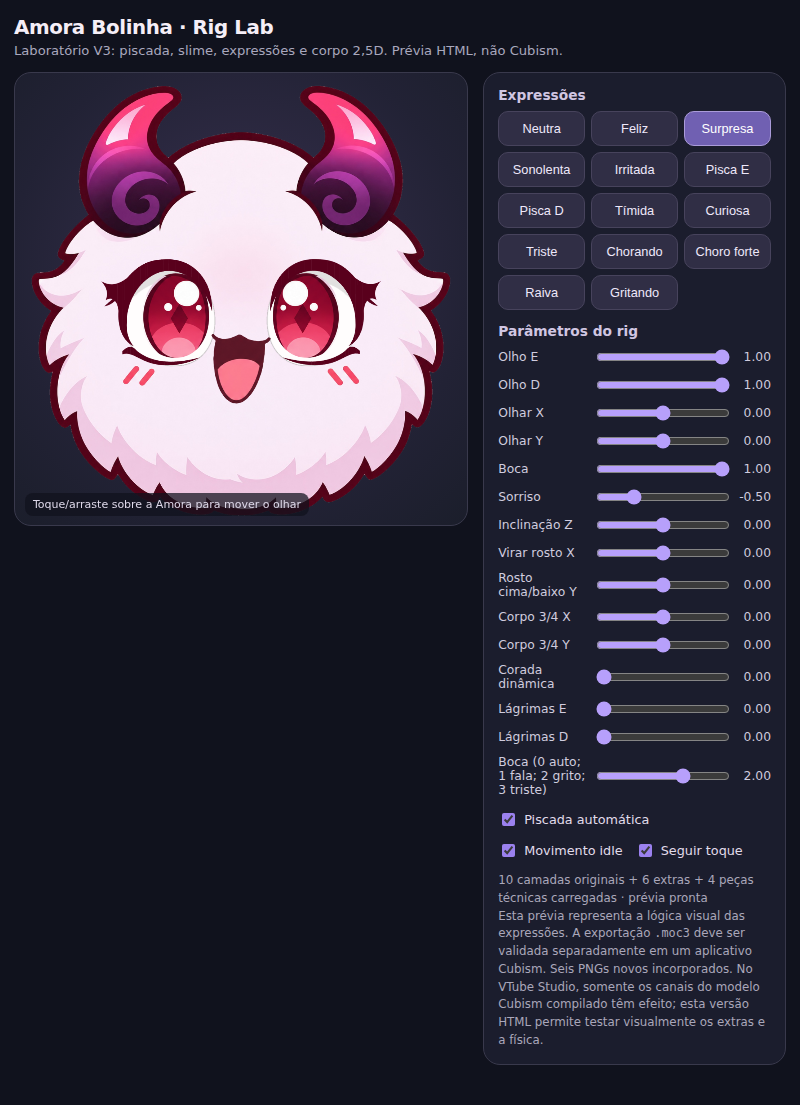 Amora Bolinha · Rig Lab
Laboratório V3: piscada, slime, expressões e corpo 2,5D. Prévia HTML, não Cubism.
Toque/arraste sobre a Amora para mover o olhar
Expressões
Neutra Feliz Surpresa
Sonolenta Irritada Pisca E
Pisca D Tímida Curiosa
Triste Chorando Choro forte
Raiva Gritando
Parâmetros do rig
Olho E 1.00
Olho D 1.00
Olhar X 0.00
Olhar Y 0.00
Boca 1.00
Sorriso -0.50
Inclinação Z 0.00
Virar rosto X 0.00
Rosto
cima/baixo Y 0.00
Corpo 3/4 X 0.00
Corpo 3/4 Y 0.00
Corada
dinâmica 0.00
Lágrimas E 0.00
Lágrimas D 0.00
Boca (0 auto;
1 fala; 2 grito; 2.00
3 triste)
Piscada automática
Movimento idle Seguir toque
10 camadas originais + 6 extras + 4 peças
técnicas carregadas · prévia pronta
Esta prévia representa a lógica visual das
expressões. A exportação .moc3 deve ser
validada separadamente em um aplicativo
Cubism. Seis PNGs novos incorporados. No
VTube Studio, somente os canais do modelo
Cubism compilado têm efeito; esta versão
HTML permite testar visualmente os extras e
a física.